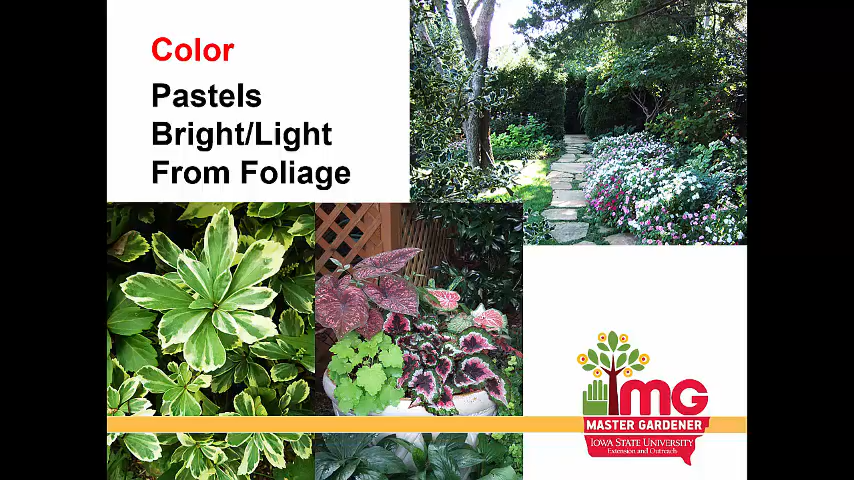 Color
Pastels
Bright/Light
From Foliage
MG
MASTER GARDENER
IOWA STATE UNIVERSITY
Extension and Outreach